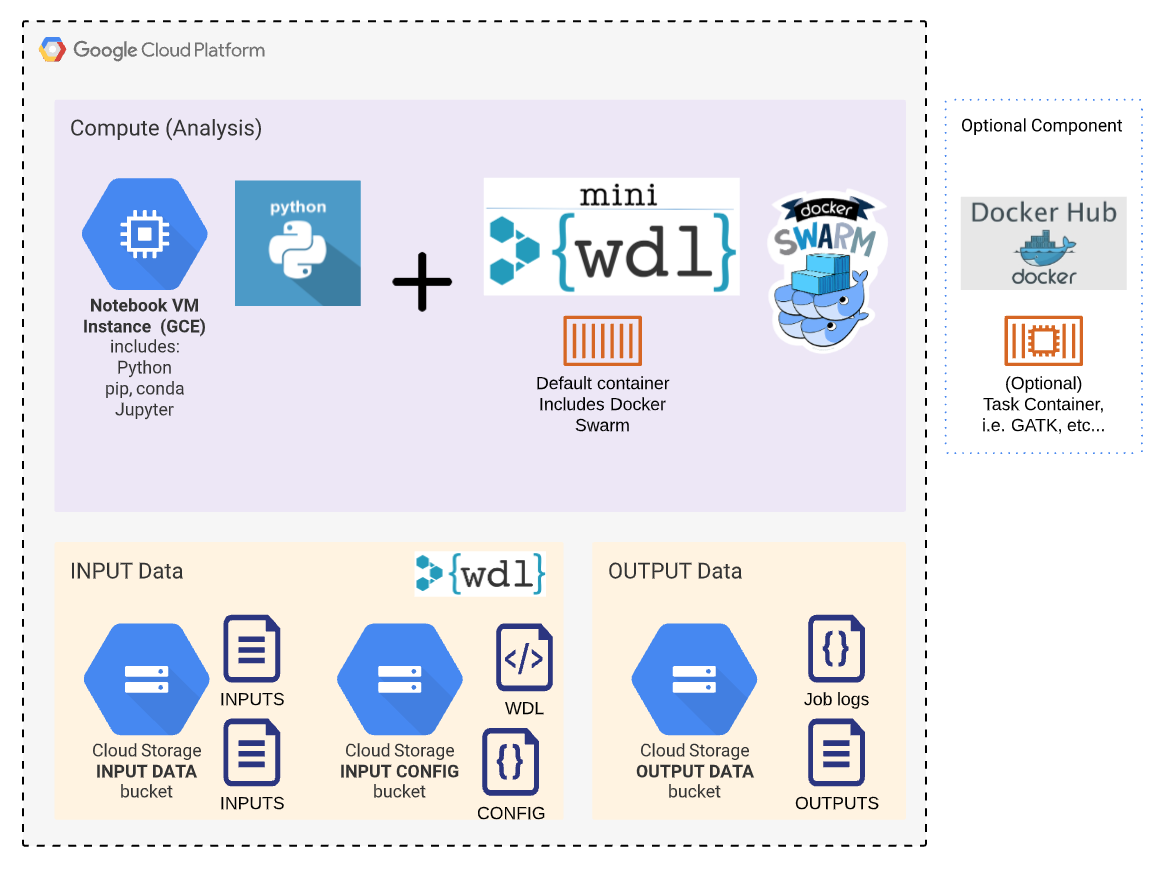 Google Cloud Platform
Compute (Analysis)
Notebook VM
Instance (GCE)
includes:
Python
pip, conda
Jupyter
python
mini
{wdl}
Default container
Includes Docker
Swarm
docker
SWARM
Optional Component
Docker Hub
docker
(Optional)
Task Container,
i.e. GATK, etc...
INPUT Data
{wdl}
Cloud Storage
INPUT DATA
bucket
INPUTS
INPUTS
Cloud Storage
INPUT CONFIG
bucket
</>
WDL
{}
CONFIG
OUTPUT Data
Cloud Storage
OUTPUT DATA
bucket
{}
Job logs
OUTPUTS